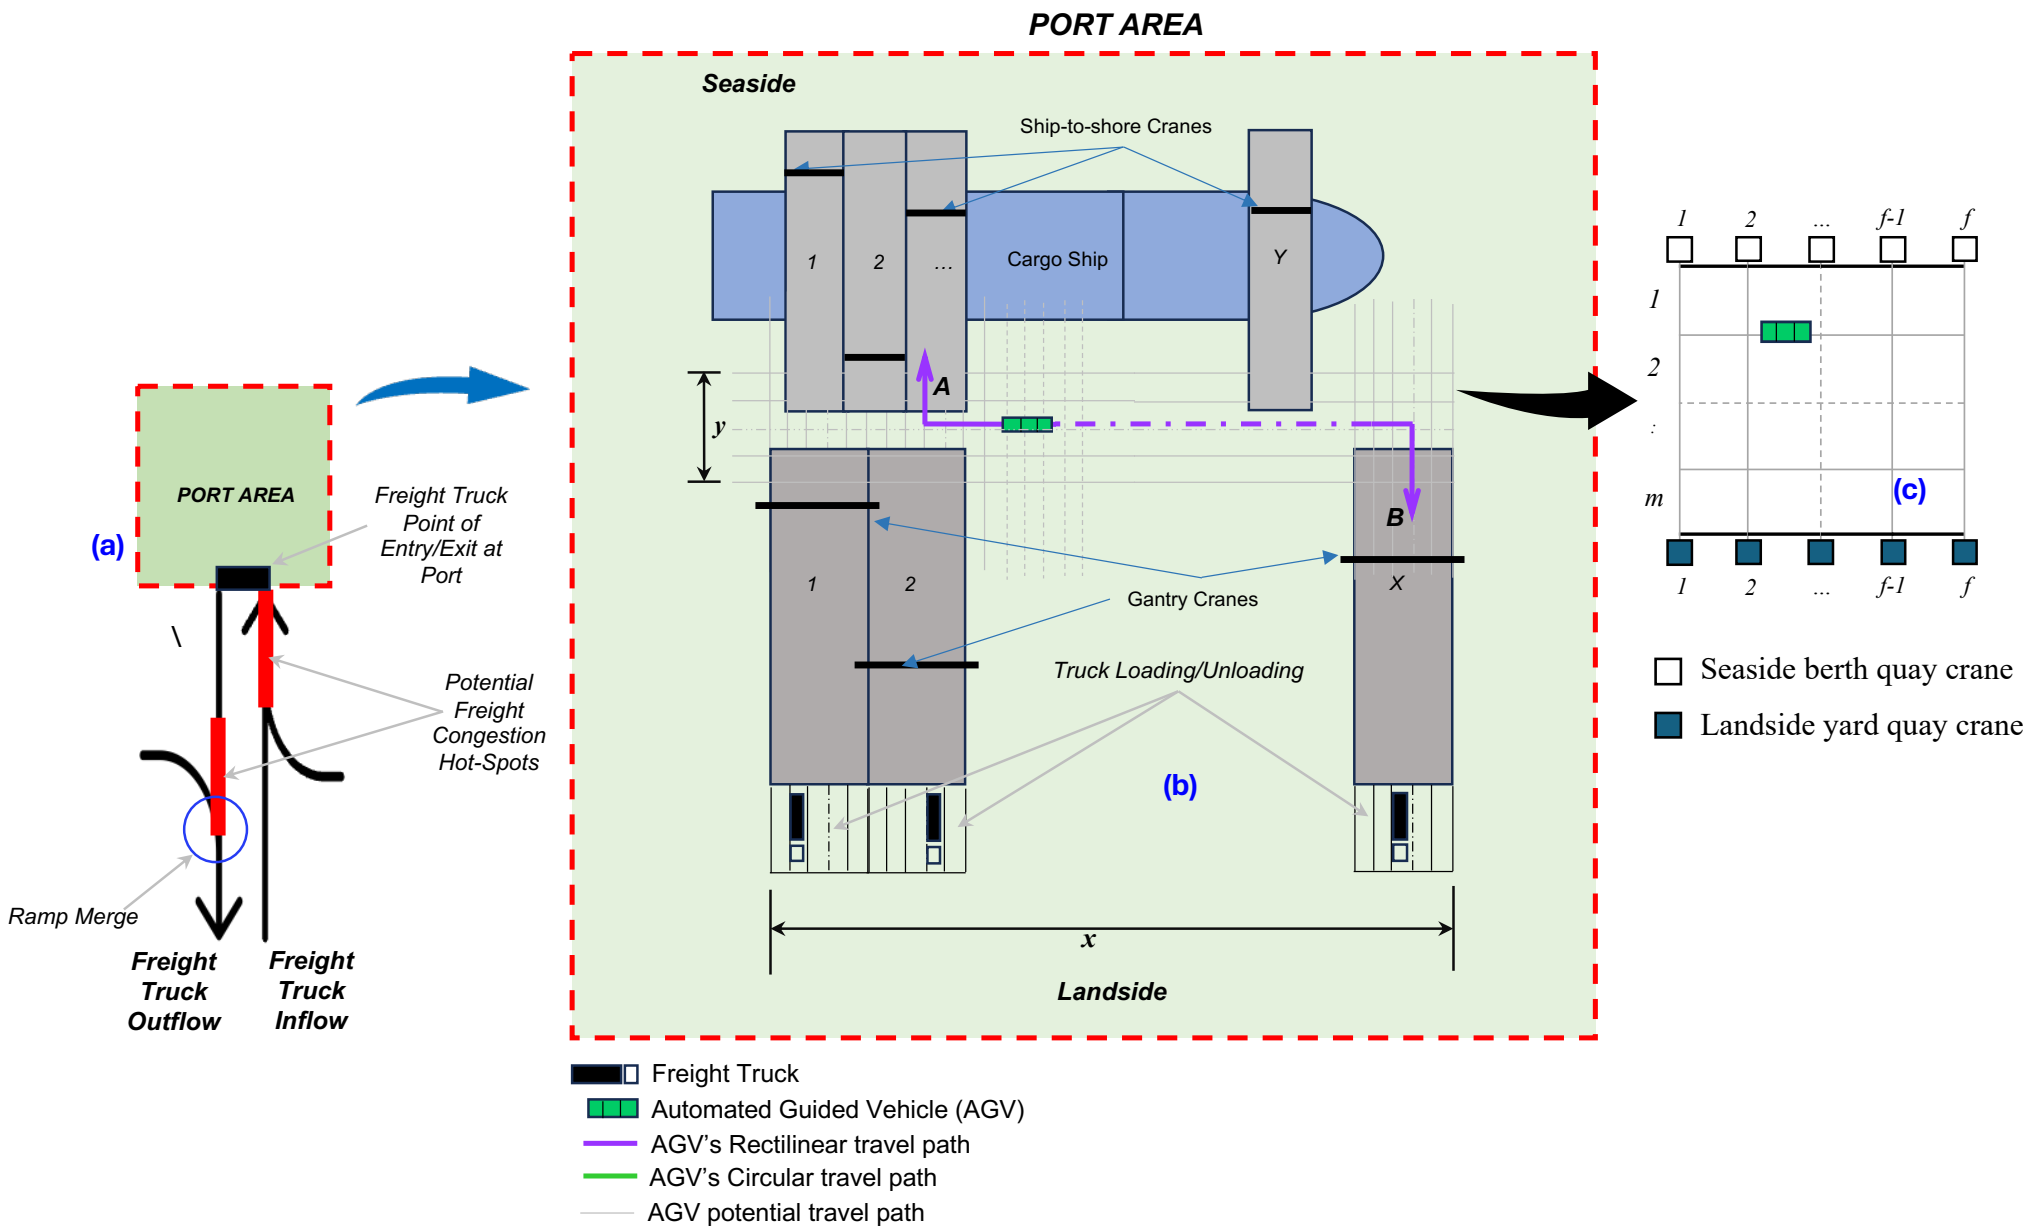 PORT AREA
Seaside
Ship-to-shore Cranes
1
2
...
Cargo Ship
Y
A
y
B
1
2
X
Gantry Cranes
Truck Loading/Unloading
(b)
x
Landside
PORT AREA
(a)
Freight Truck
Point of
Entry/Exit at
Port
\
Potential
Freight
Congestion
Hot-Spots
Ramp Merge
Freight
Truck
Outflow
Freight
Truck
Inflow
1 2 ... f-1 f
1
2
:
m
(c)
1 2 ... f-1 f
Seaside berth quay crane
Landside yard quay crane
Freight Truck
Automated Guided Vehicle (AGV)
AGV's Rectilinear travel path
AGV's Circular travel path
AGV potential travel path